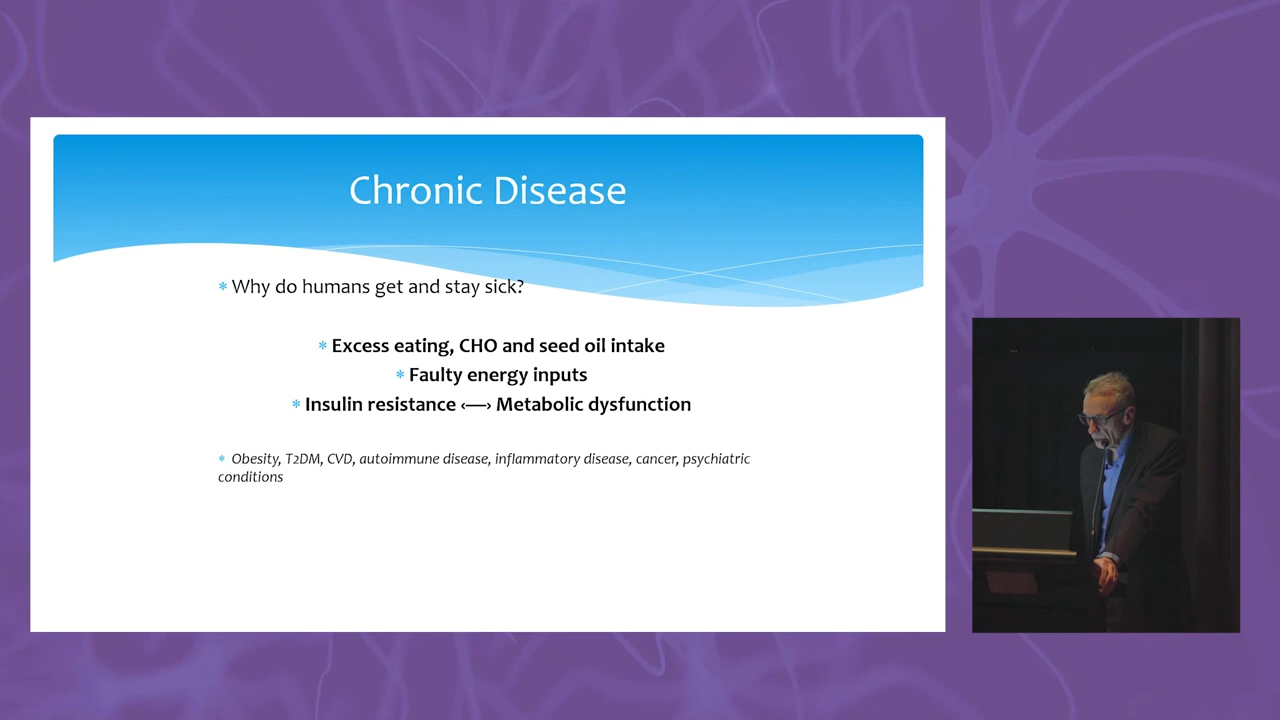 Chronic Disease
* Why do humans get and stay sick?
* Excess eating, CHO and seed oil intake
* Faulty energy inputs
* Insulin resistance ‹—› Metabolic dysfunction
* Obesity, T2DM, CVD, autoimmune disease, inflammatory disease, cancer, psychiatric
conditions